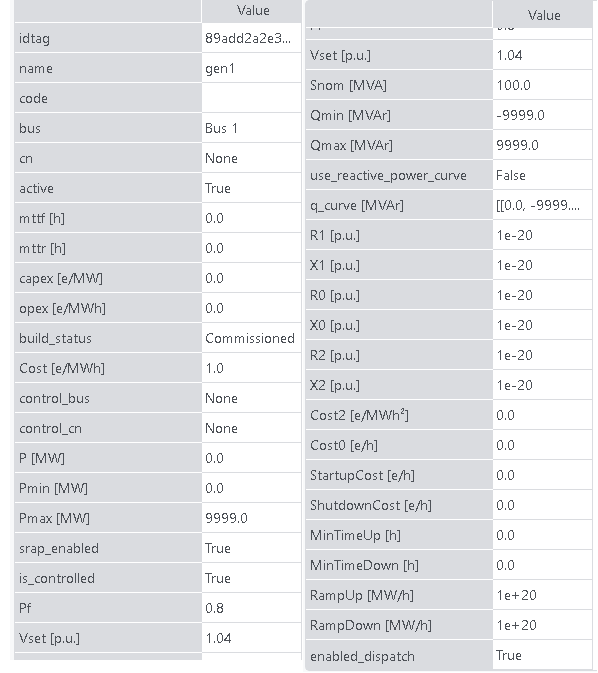 Value
idtag 89add2a2e3...
name gen1
code
bus Bus 1
cn None
active True
mttf [h] 0.0
mttr [h] 0.0
capex [e/MW] 0.0
opex [e/MWh] 0.0
build_status Commissioned
Cost [e/MWh] 1.0
control_bus None
control_cn None
P [MW] 0.0
Pmin [MW] 0.0
Pmax [MW] 9999.0
srap_enabled True
is_controlled True
Pf 0.8
Vset [p.u.] 1.04
Value
Vset [p.u.] 1.04
Snom [MVA] 100.0
Qmin [MVAr] -9999.0
Qmax [MVAr] 9999.0
use_reactive_power_curve False
q_curve [MVAr] [[0.0, -9999....
R1 [p.u.] 1e-20
X1 [p.u.] 1e-20
R0 [p.u.] 1e-20
X0 [p.u.] 1e-20
R2 [p.u.] 1e-20
X2 [p.u.] 1e-20
Cost2 [e/MWh²] 0.0
Cost0 [e/h] 0.0
StartupCost [e/h] 0.0
ShutdownCost [e/h] 0.0
MinTimeUp [h] 0.0
MinTimeDown [h] 0.0
RampUp [MW/h] 1e+20
RampDown [MW/h] 1e+20
enabled_dispatch True